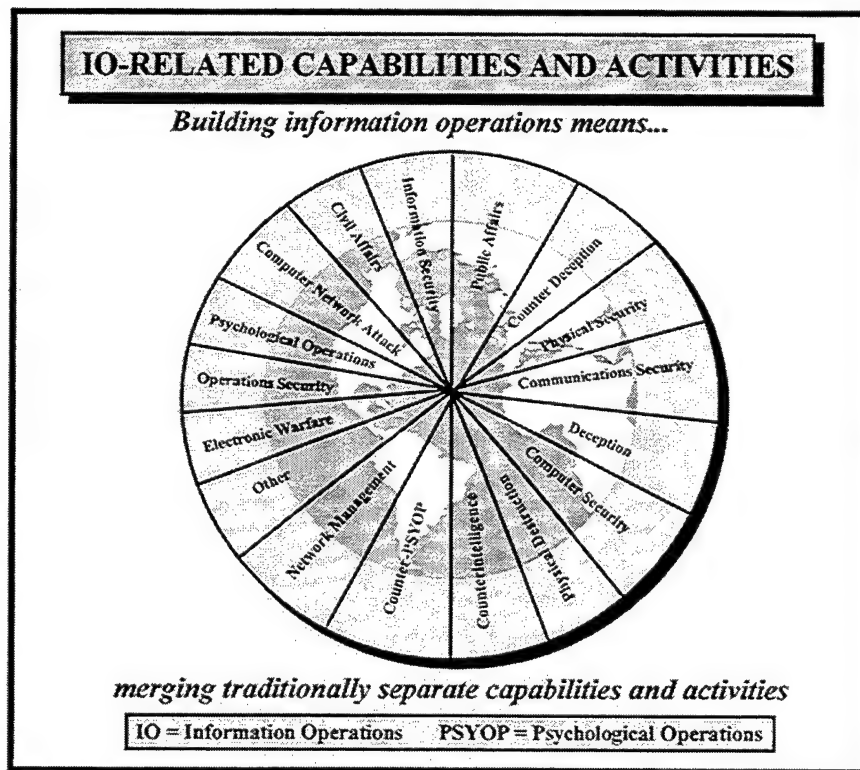 IO-RELATED CAPABILITIES AND ACTIVITIES
Building information operations means...
Public Affairs
Counter Deception
Physical Security
Communications Security
Deception
Computer Security
Physical Destruction
Counterintelligence
Counter-PSYOP
Network Management
Other
Electronic Warfare
Operations Security
Psychological Operations
Computer Network Attack
Civil Affairs
Information Security
merging traditionally separate capabilities and activities
IO = Information Operations PSYOP = Psychological Operations